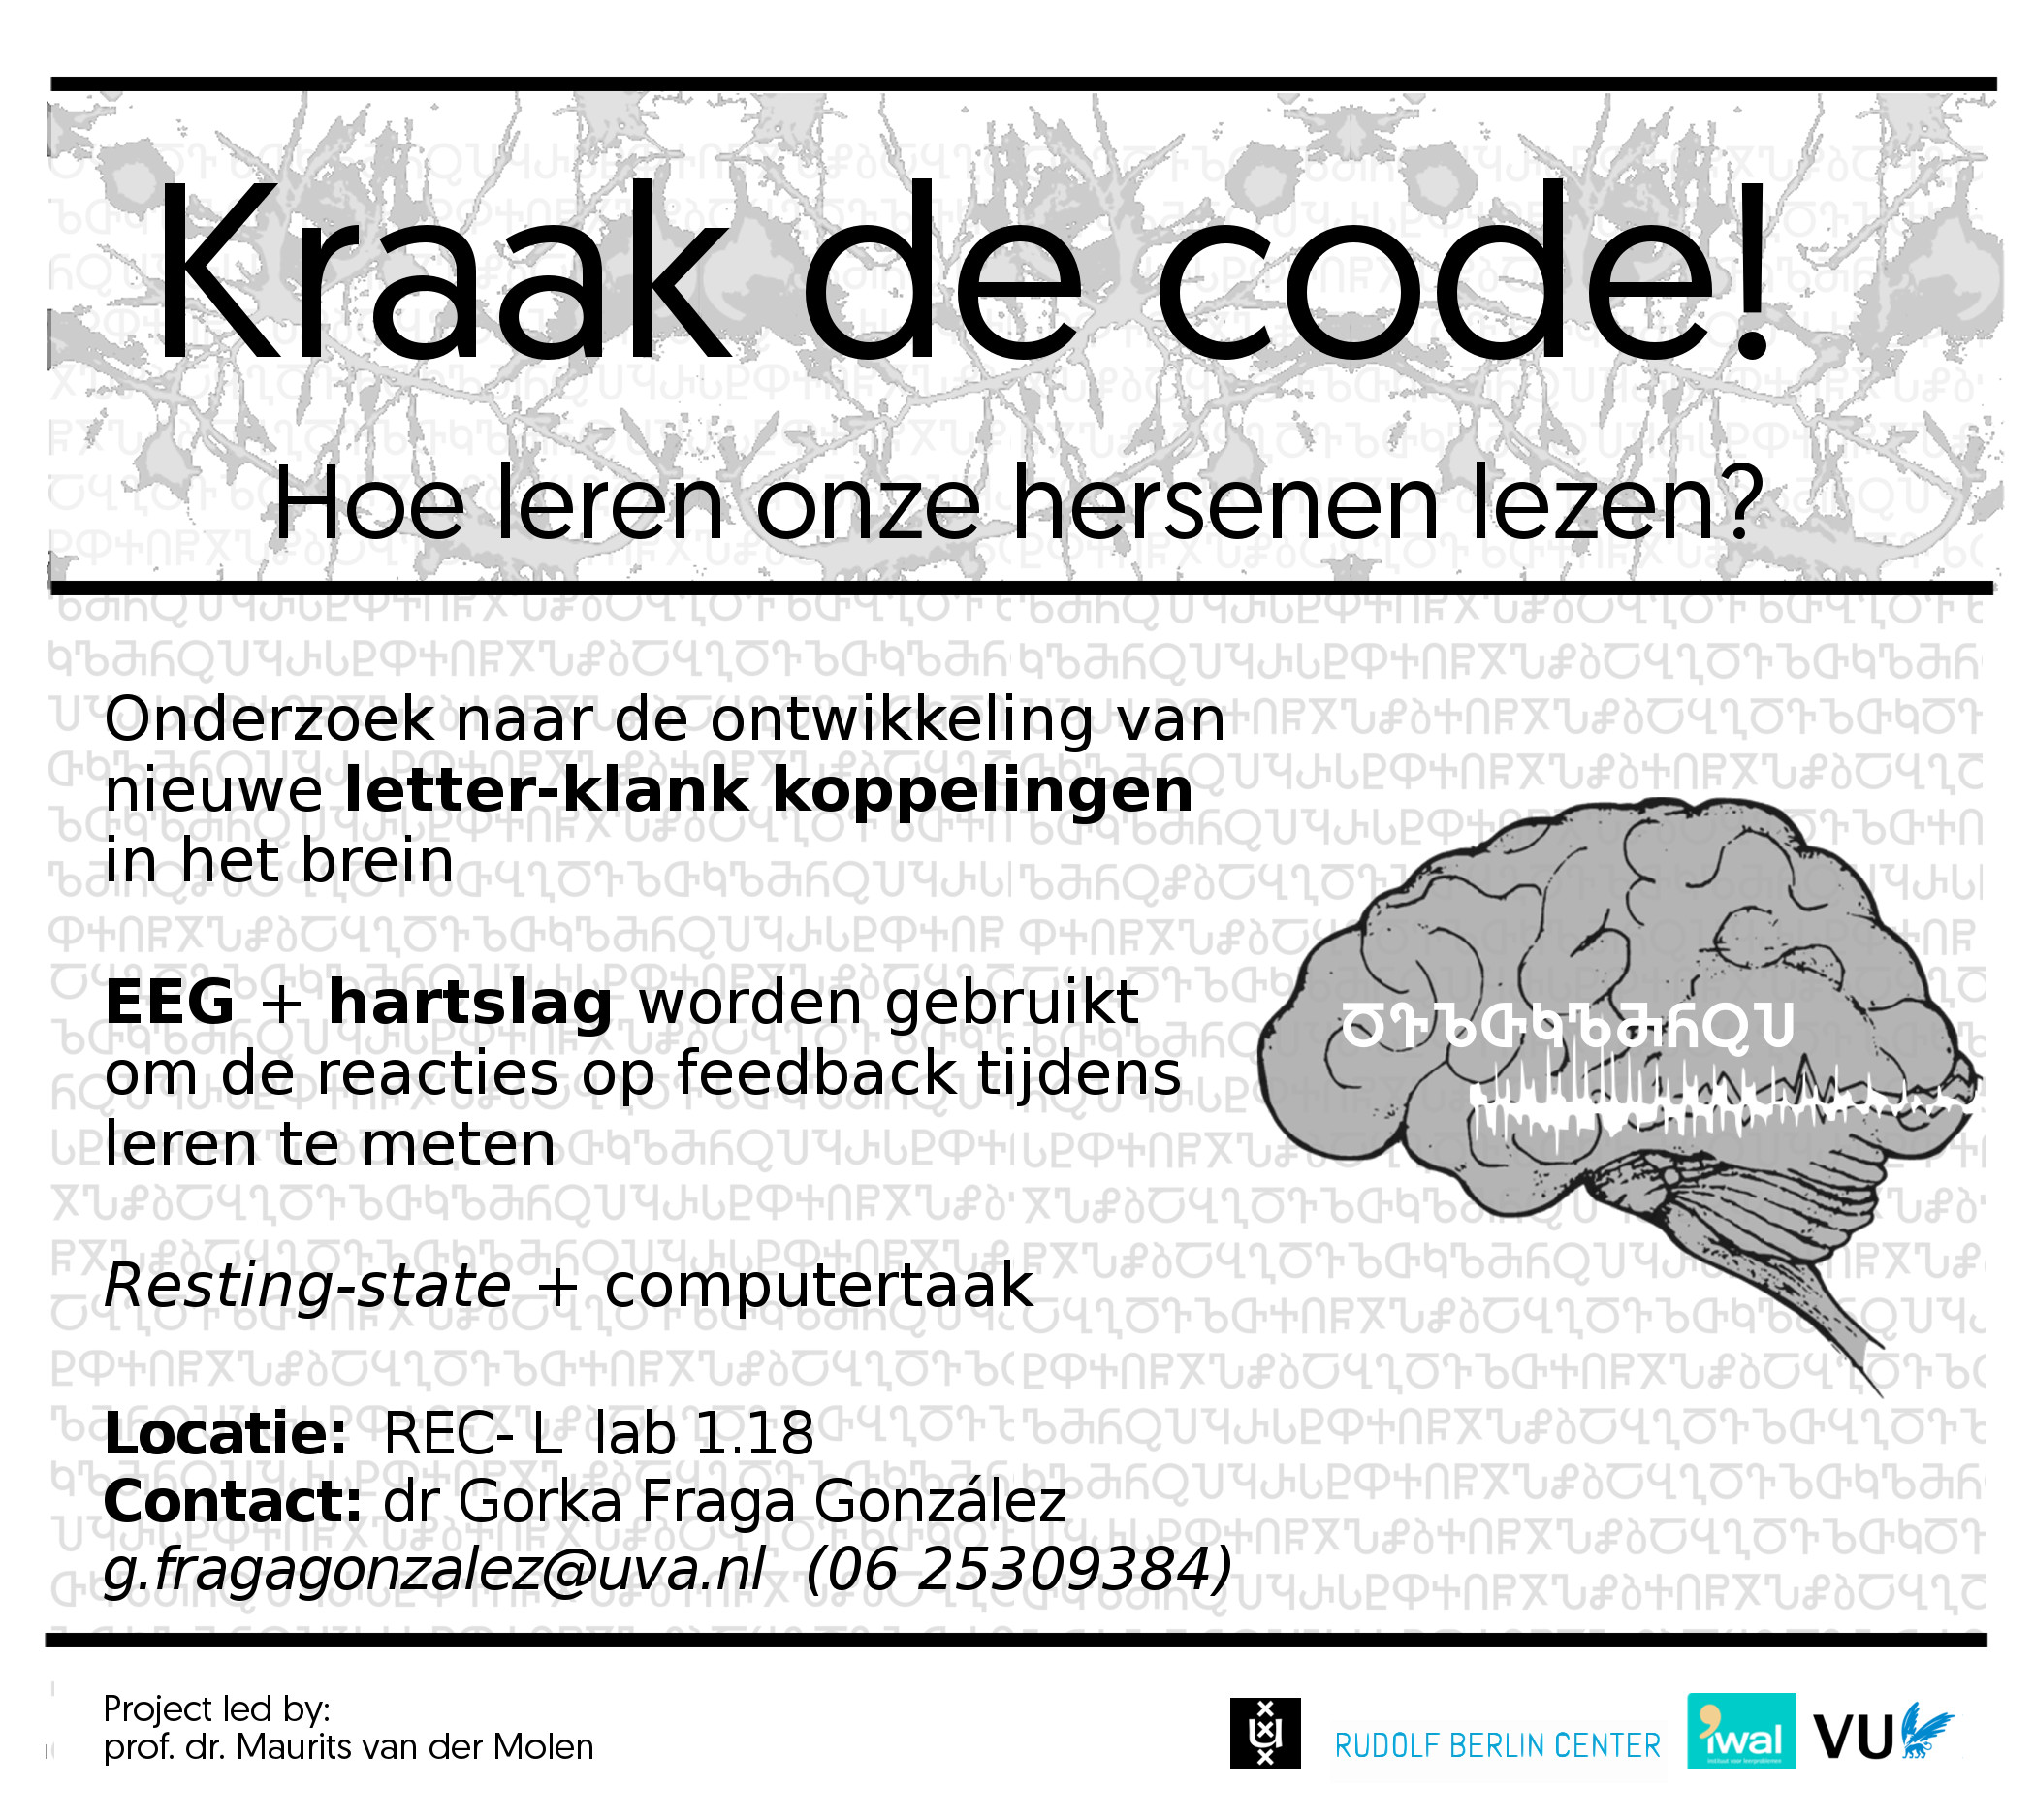 Kraak de code!
Hoe leren onze hersenen lezen?
Onderzoek naar de ontwikkeling van
nieuwe letter-klank koppelingen
in het brein
EEG + hartslag worden gebruikt
om de reacties op feedback tijdens
leren te meten
Resting-state + computertaak
Locatie: REC- L lab 1.18
Contact: dr Gorka Fraga González
g.fragagonzalez@uva.nl (06 25309384)
Project led by:
prof. dr. Maurits van der Molen
RUDOLF BERLIN CENTER
iwal
VU